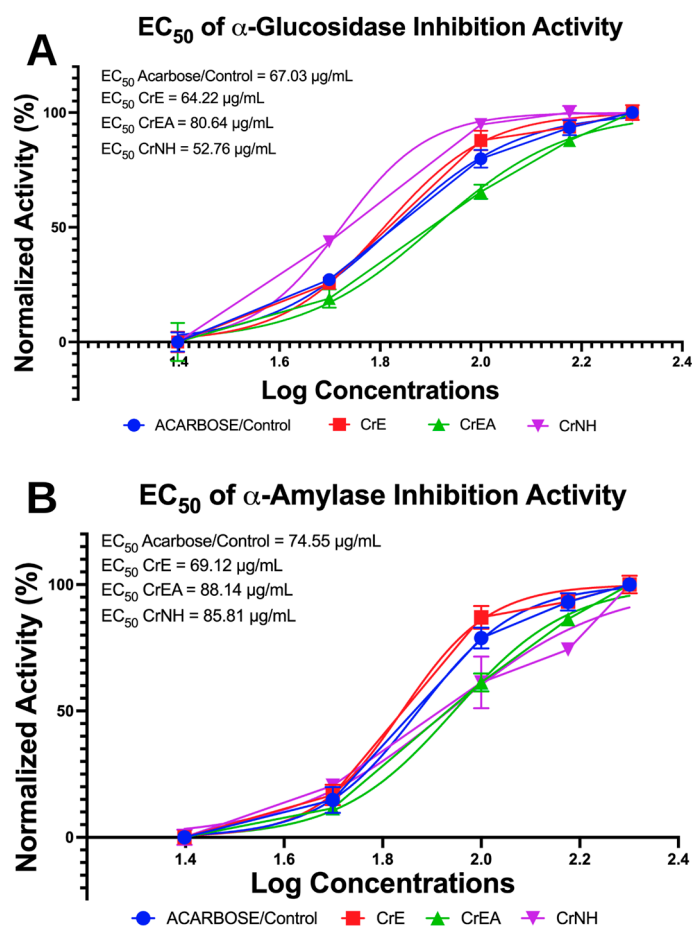 A
EC50 of α-Glucosidase Inhibition Activity
EC50 Acarbose/Control = 67.03 µg/mL
EC50 CrE = 64.22 µg/mL
EC50 CrEA = 80.64 µg/mL
EC50 CrNH = 52.76 µg/mL
Normalized Activity (%)
100
50
0
1.4 1.6 1.8 2.0 2.2 2.4
Log Concentrations
ACARBOSE/Control CrE CrEA CrNH
B
EC50 of α-Amylase Inhibition Activity
EC50 Acarbose/Control = 74.55 µg/mL
EC50 CrE = 69.12 µg/mL
EC50 CrEA = 88.14 µg/mL
EC50 CrNH = 85.81 µg/mL
Normalized Activity (%)
100
50
0
1.4 1.6 1.8 2.0 2.2 2.4
Log Concentrations
ACARBOSE/Control CrE CrEA CrNH